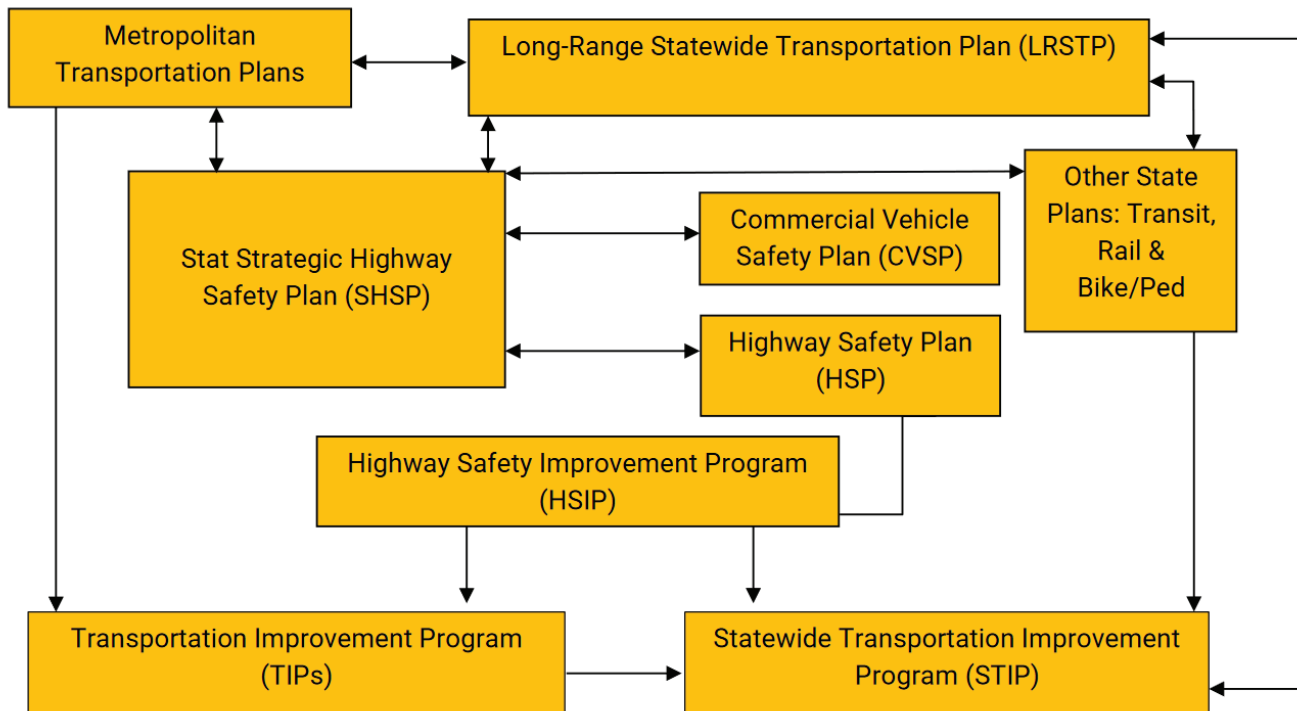 Metropolitan
Transportation Plans
Long-Range Statewide Transportation Plan (LRSTP)
Stat Strategic Highway
Safety Plan (SHSP)
Commercial Vehicle
Safety Plan (CVSP)
Other State
Plans: Transit,
Rail &
Bike/Ped
Highway Safety Plan
(HSP)
Highway Safety Improvement Program
(HSIP)
Transportation Improvement Program
(TIPs)
Statewide Transportation Improvement
Program (STIP)